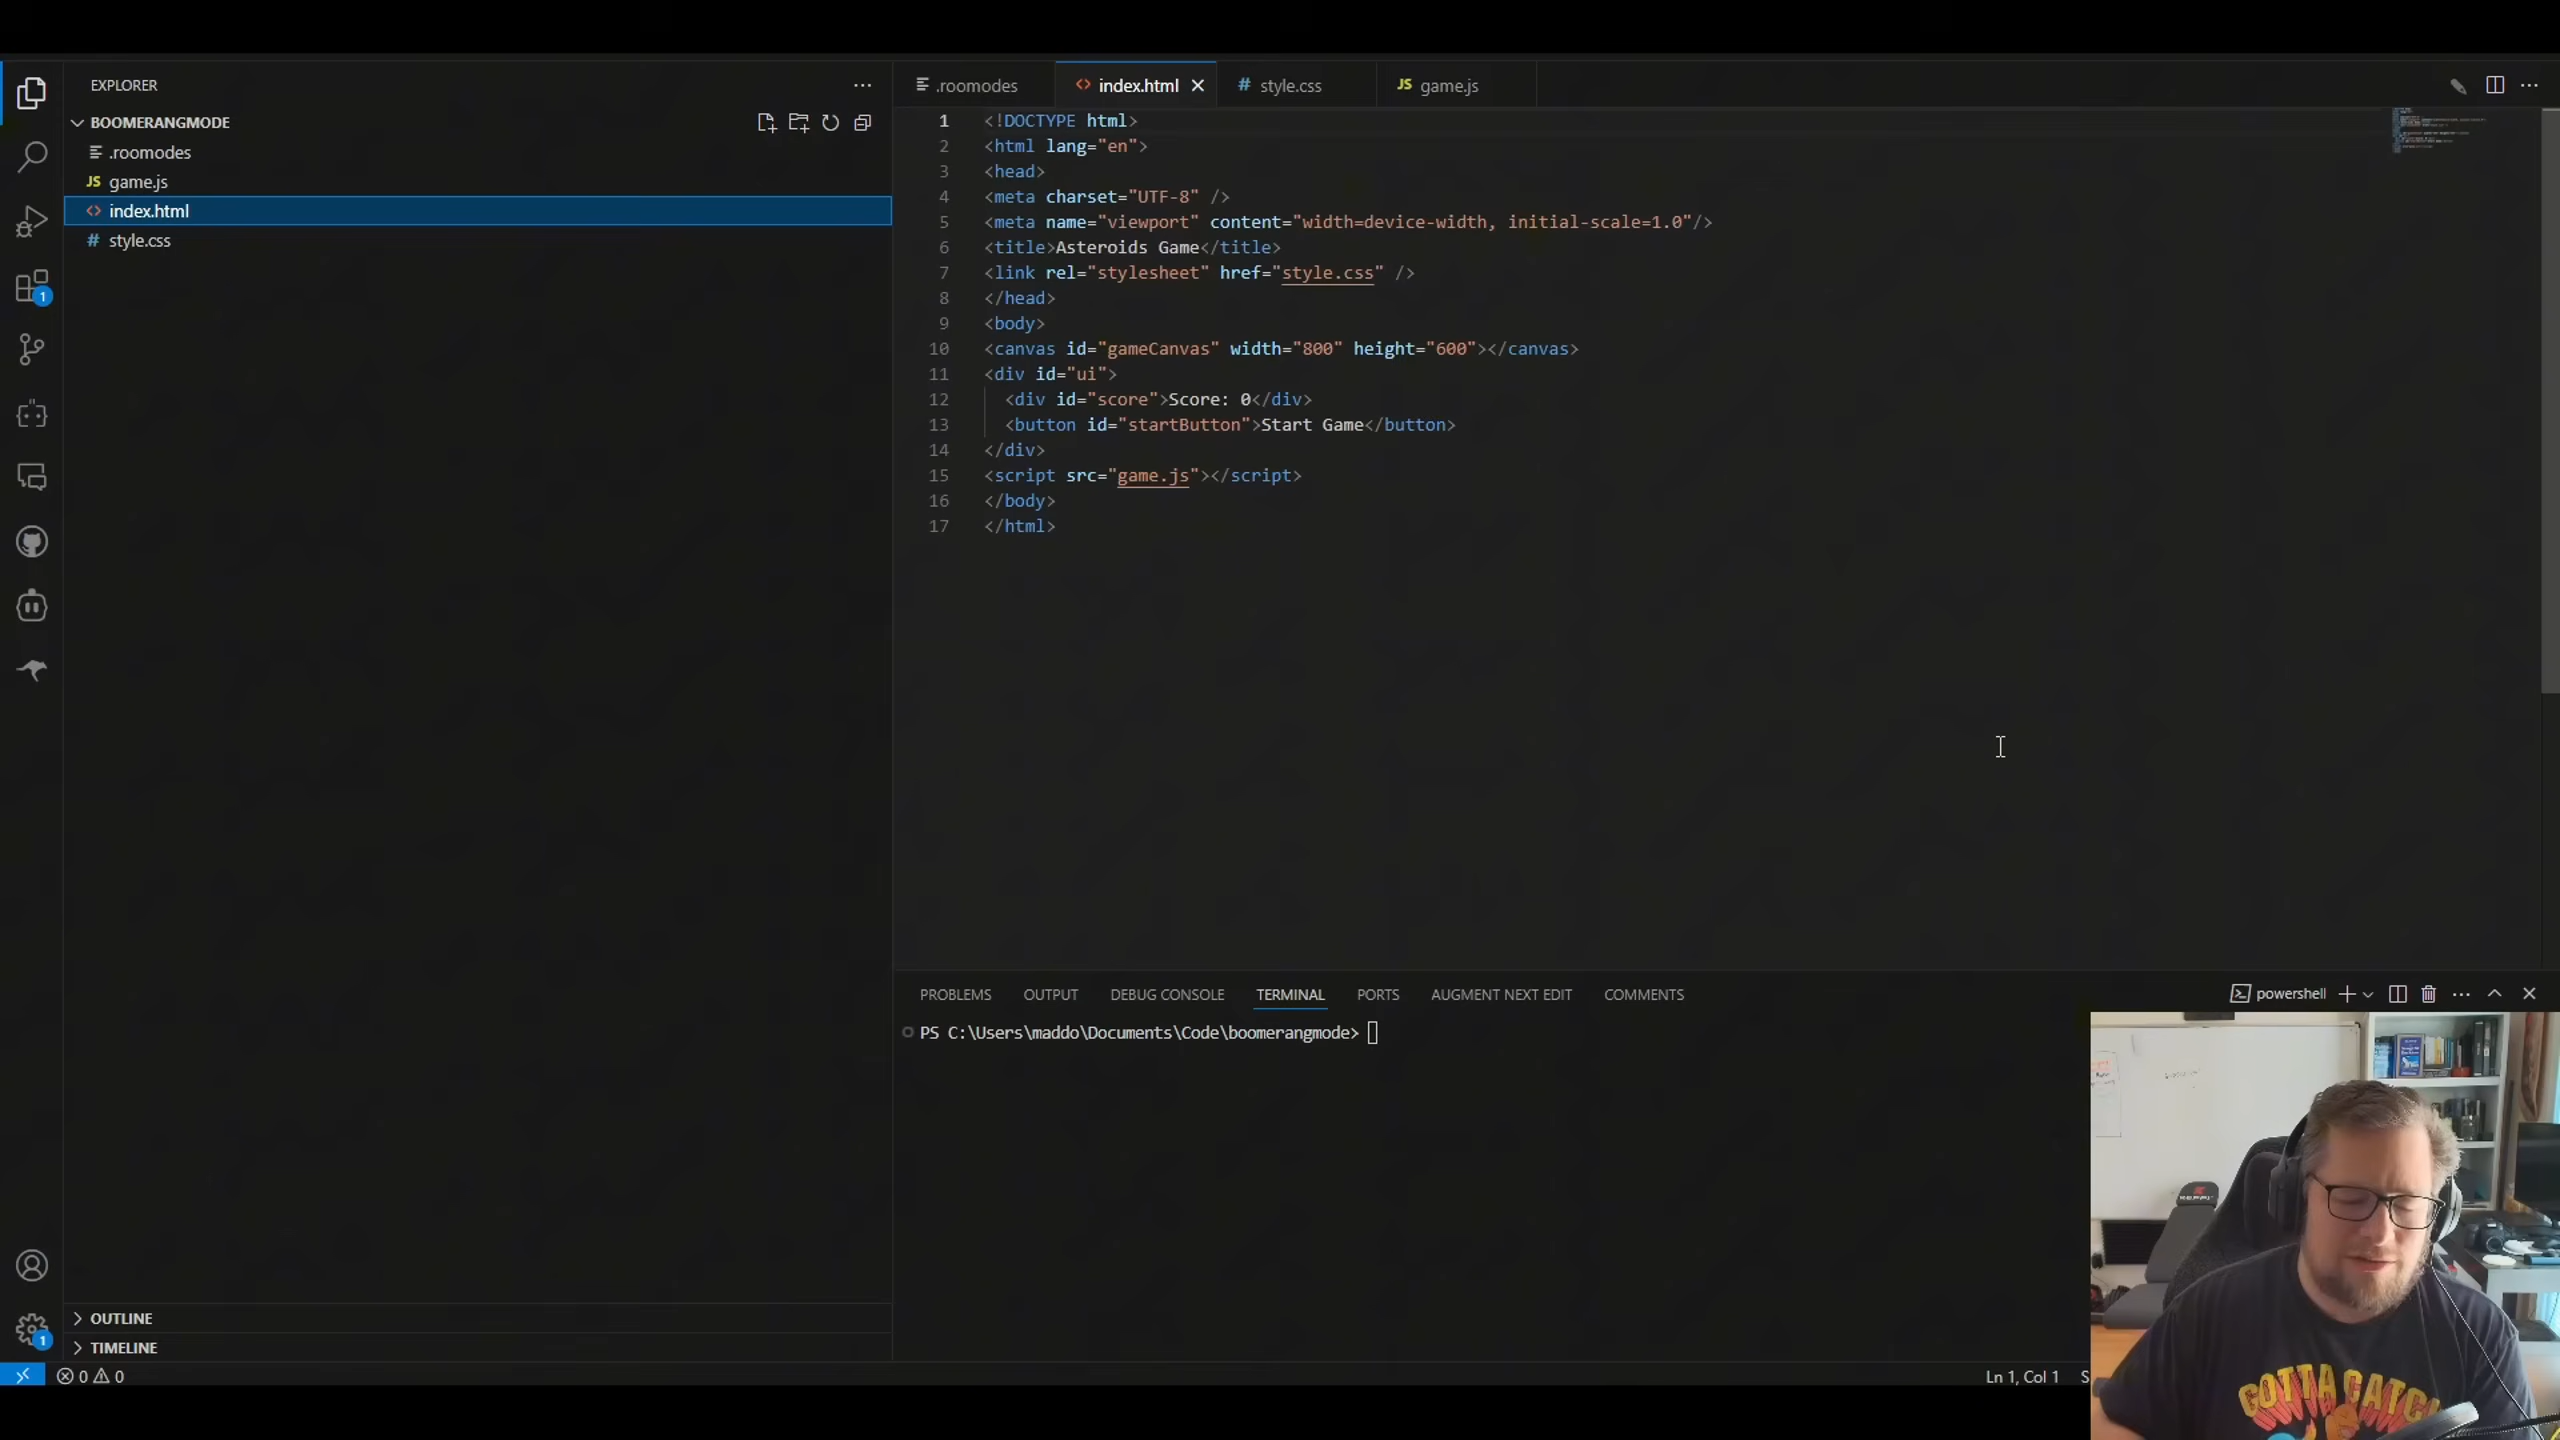 EXPLORER
BOOMERANGMODE
.roomodes
JS game.js
<> index.html
# style.css
1
OUTLINE
TIMELINE
1
0 0
.roomodes
<> index.html
# style.css
JS game.js
1 <!DOCTYPE html>
2 <html lang="en">
3 <head>
4 <meta charset="UTF-8" />
5 <meta name="viewport" content="width=device-width, initial-scale=1.0"/>
6 <title>Asteroids Game</title>
7 <link rel="stylesheet" href="style.css" />
8 </head>
9 <body>
10 <canvas id="gameCanvas" width="800" height="600"></canvas>
11 <div id="ui">
12 <div id="score">Score: 0</div>
13 <button id="startButton">Start Game</button>
14 </div>
15 <script src="game.js"></script>
16 </body>
17 </html>
PROBLEMS OUTPUT DEBUG CONSOLE TERMINAL PORTS AUGMENT NEXT EDIT COMMENTS
powershell
PS C:\Users\maddo\Documents\Code\boomerangmode>
Ln 1, Col 1 S
GOTTA CATCH